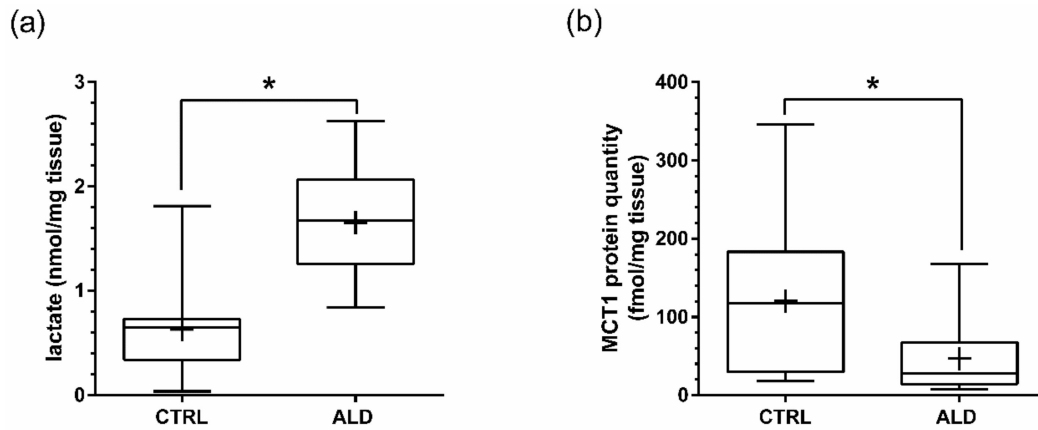 (a)
(b)
*
*
3
2
1
0
lactate (nmol/mg tissue)
CTRL
ALD
400
300
200
100
0
MCT1 protein quantity
(fmol/mg tissue)
CTRL
ALD